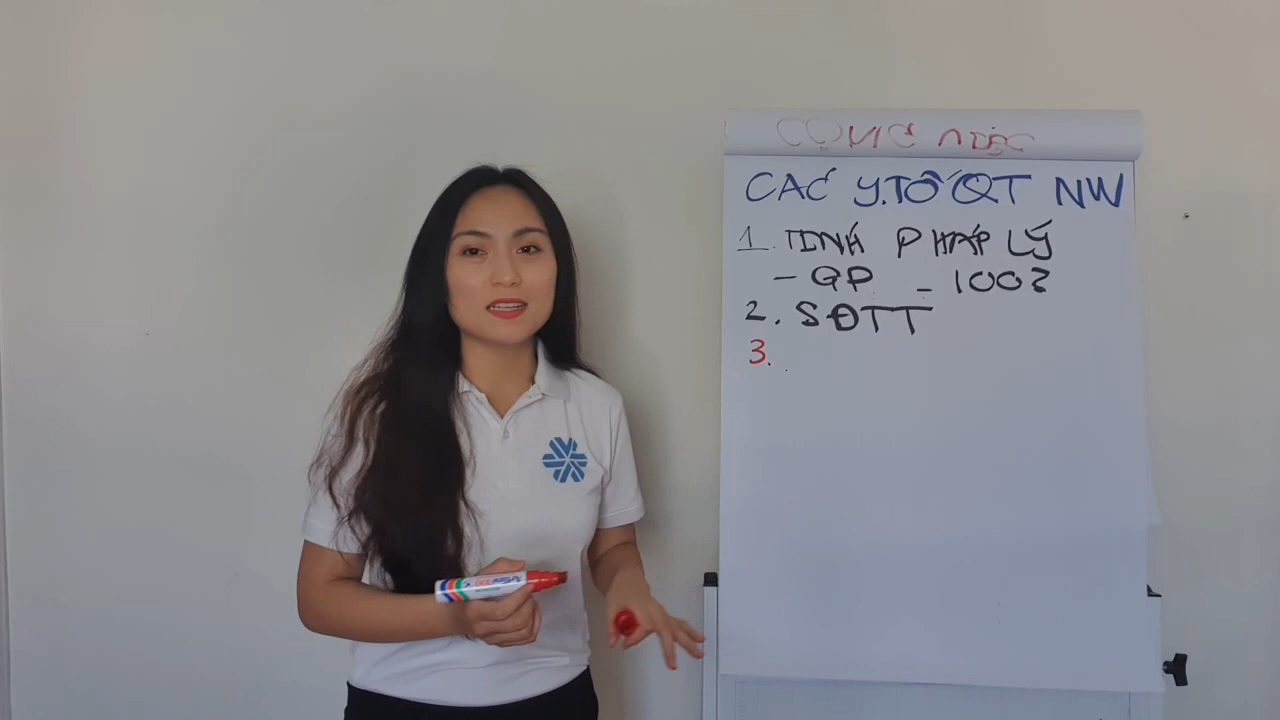 CÁC Y.TỐ QT NW
1. TÍNH PHÁP LÝ
- GP - 100?
2. SĐTT
3.